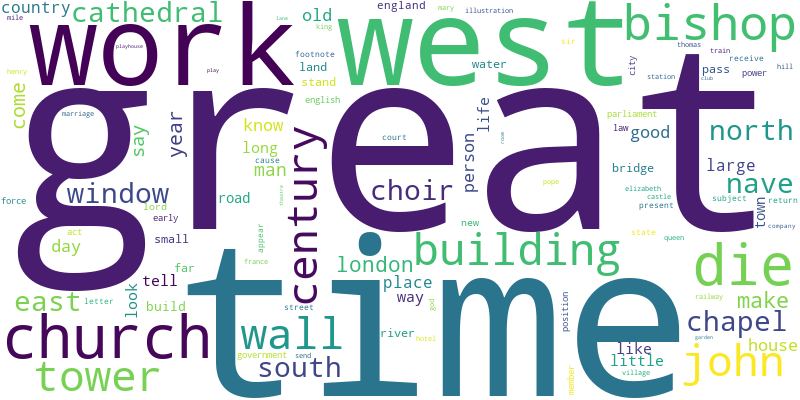 country
mile
cathedral
work
old
king
lane
england
mary
illustration
west
sir
bishop
thomas
train
receive
hill
city
station
pass
power
club
playhouse
play
footnote
land
stand
english
water
henry
come
great
marriage
say
year
know
long
cause
man
century
court
life
person
room
parliament
law
good
bridge
north
large
window
road
choir
elizabeth
castle
present
nave
subject
return
force
lord
early
theatre
pope
new
town
company
act
day
small
appear
france
london
building
state
queen
far
tell
place
way
god
position
die
east
letter
look
build
time
street
railway
make
garden
church
wall
send
river
hotel
chapel
house
tower
government
south
member
like
little
village
john